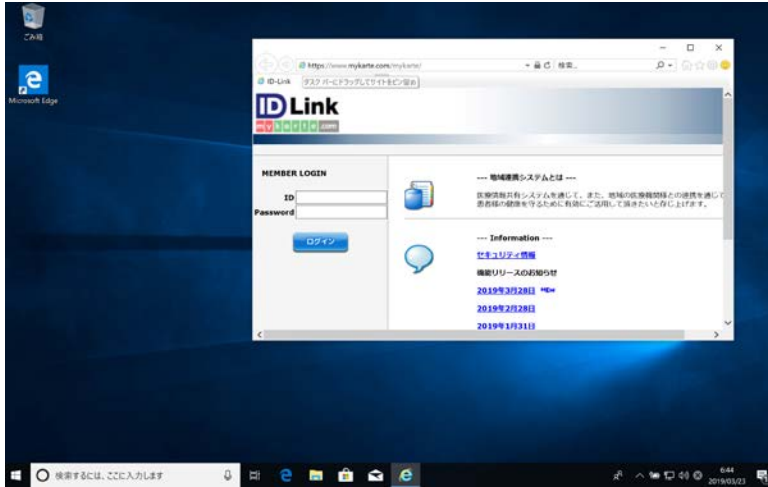 ごみ箱
Microsoft Edge
https://www.mykarte.com/mykarte/
検索...
ID-Link
タスク バーにドラッグしてサイトをピン留め
ID Link
mykarte.com
MEMBER LOGIN
ID
Password
ログイン
--- 地域連携システムとは ---
医療情報共有システムを通じて、また、地域の医療機関様との連携を通じて
患者様の健康を守るために有効にご活用して頂きたいと存じ上げます。
--- Information ---
セキュリティ情報
機能リリースのお知らせ
2019年3月28日 NEW
2019年2月28日
2019年1月31日
検索するには、ここに入力します
6:44
2019/03/23